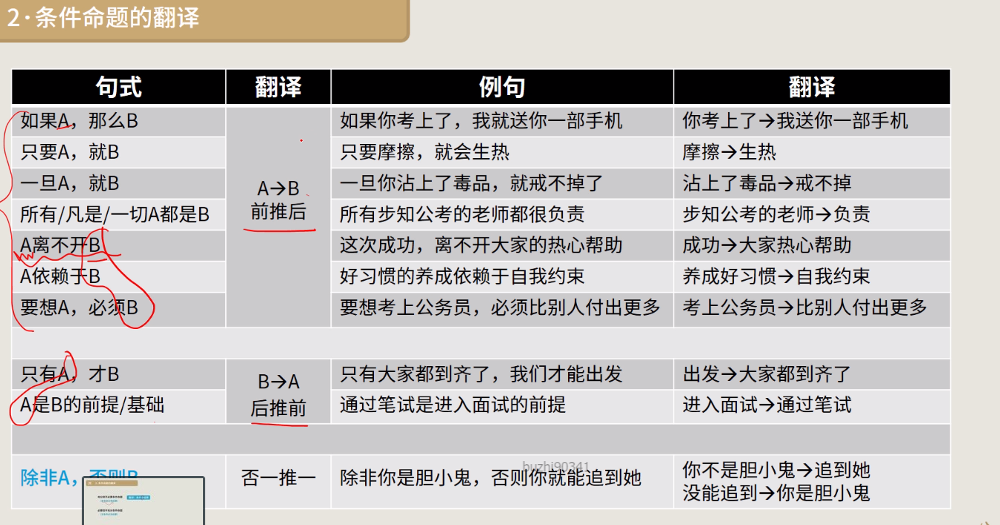 2·条件命题的翻译
句式 翻译 例句 翻译
如果A，那么B 如果你考上了，我就送你一部手机 你考上了→我送你一部手机
只要A，就B 只要摩擦，就会生热 摩擦→生热
一旦A，就B 一旦你沾上了毒品，就戒不掉了 沾上了毒品→戒不掉
A→B
前推后
所有/凡是/一切A都是B 所有步知公考的老师都很负责 步知公考的老师→负责
A离不开B 这次成功，离不开大家的热心帮助 成功→大家热心帮助
A依赖于B 好习惯的养成依赖于自我约束 养成好习惯→自我约束
要想A，必须B 要想考上公务员，必须比别人付出更多 考上公务员→比别人付出更多
只有A，才B 只有大家都到齐了，我们才能出发 出发→大家都到齐了
B→A
后推前
A是B的前提/基础 通过笔试是进入面试的前提 进入面试→通过笔试
buzhi90341
除非A，否则B 否一推一 除非你是胆小鬼，否则你就能追到她 你不是胆小鬼→追到她
没能追到→你是胆小鬼